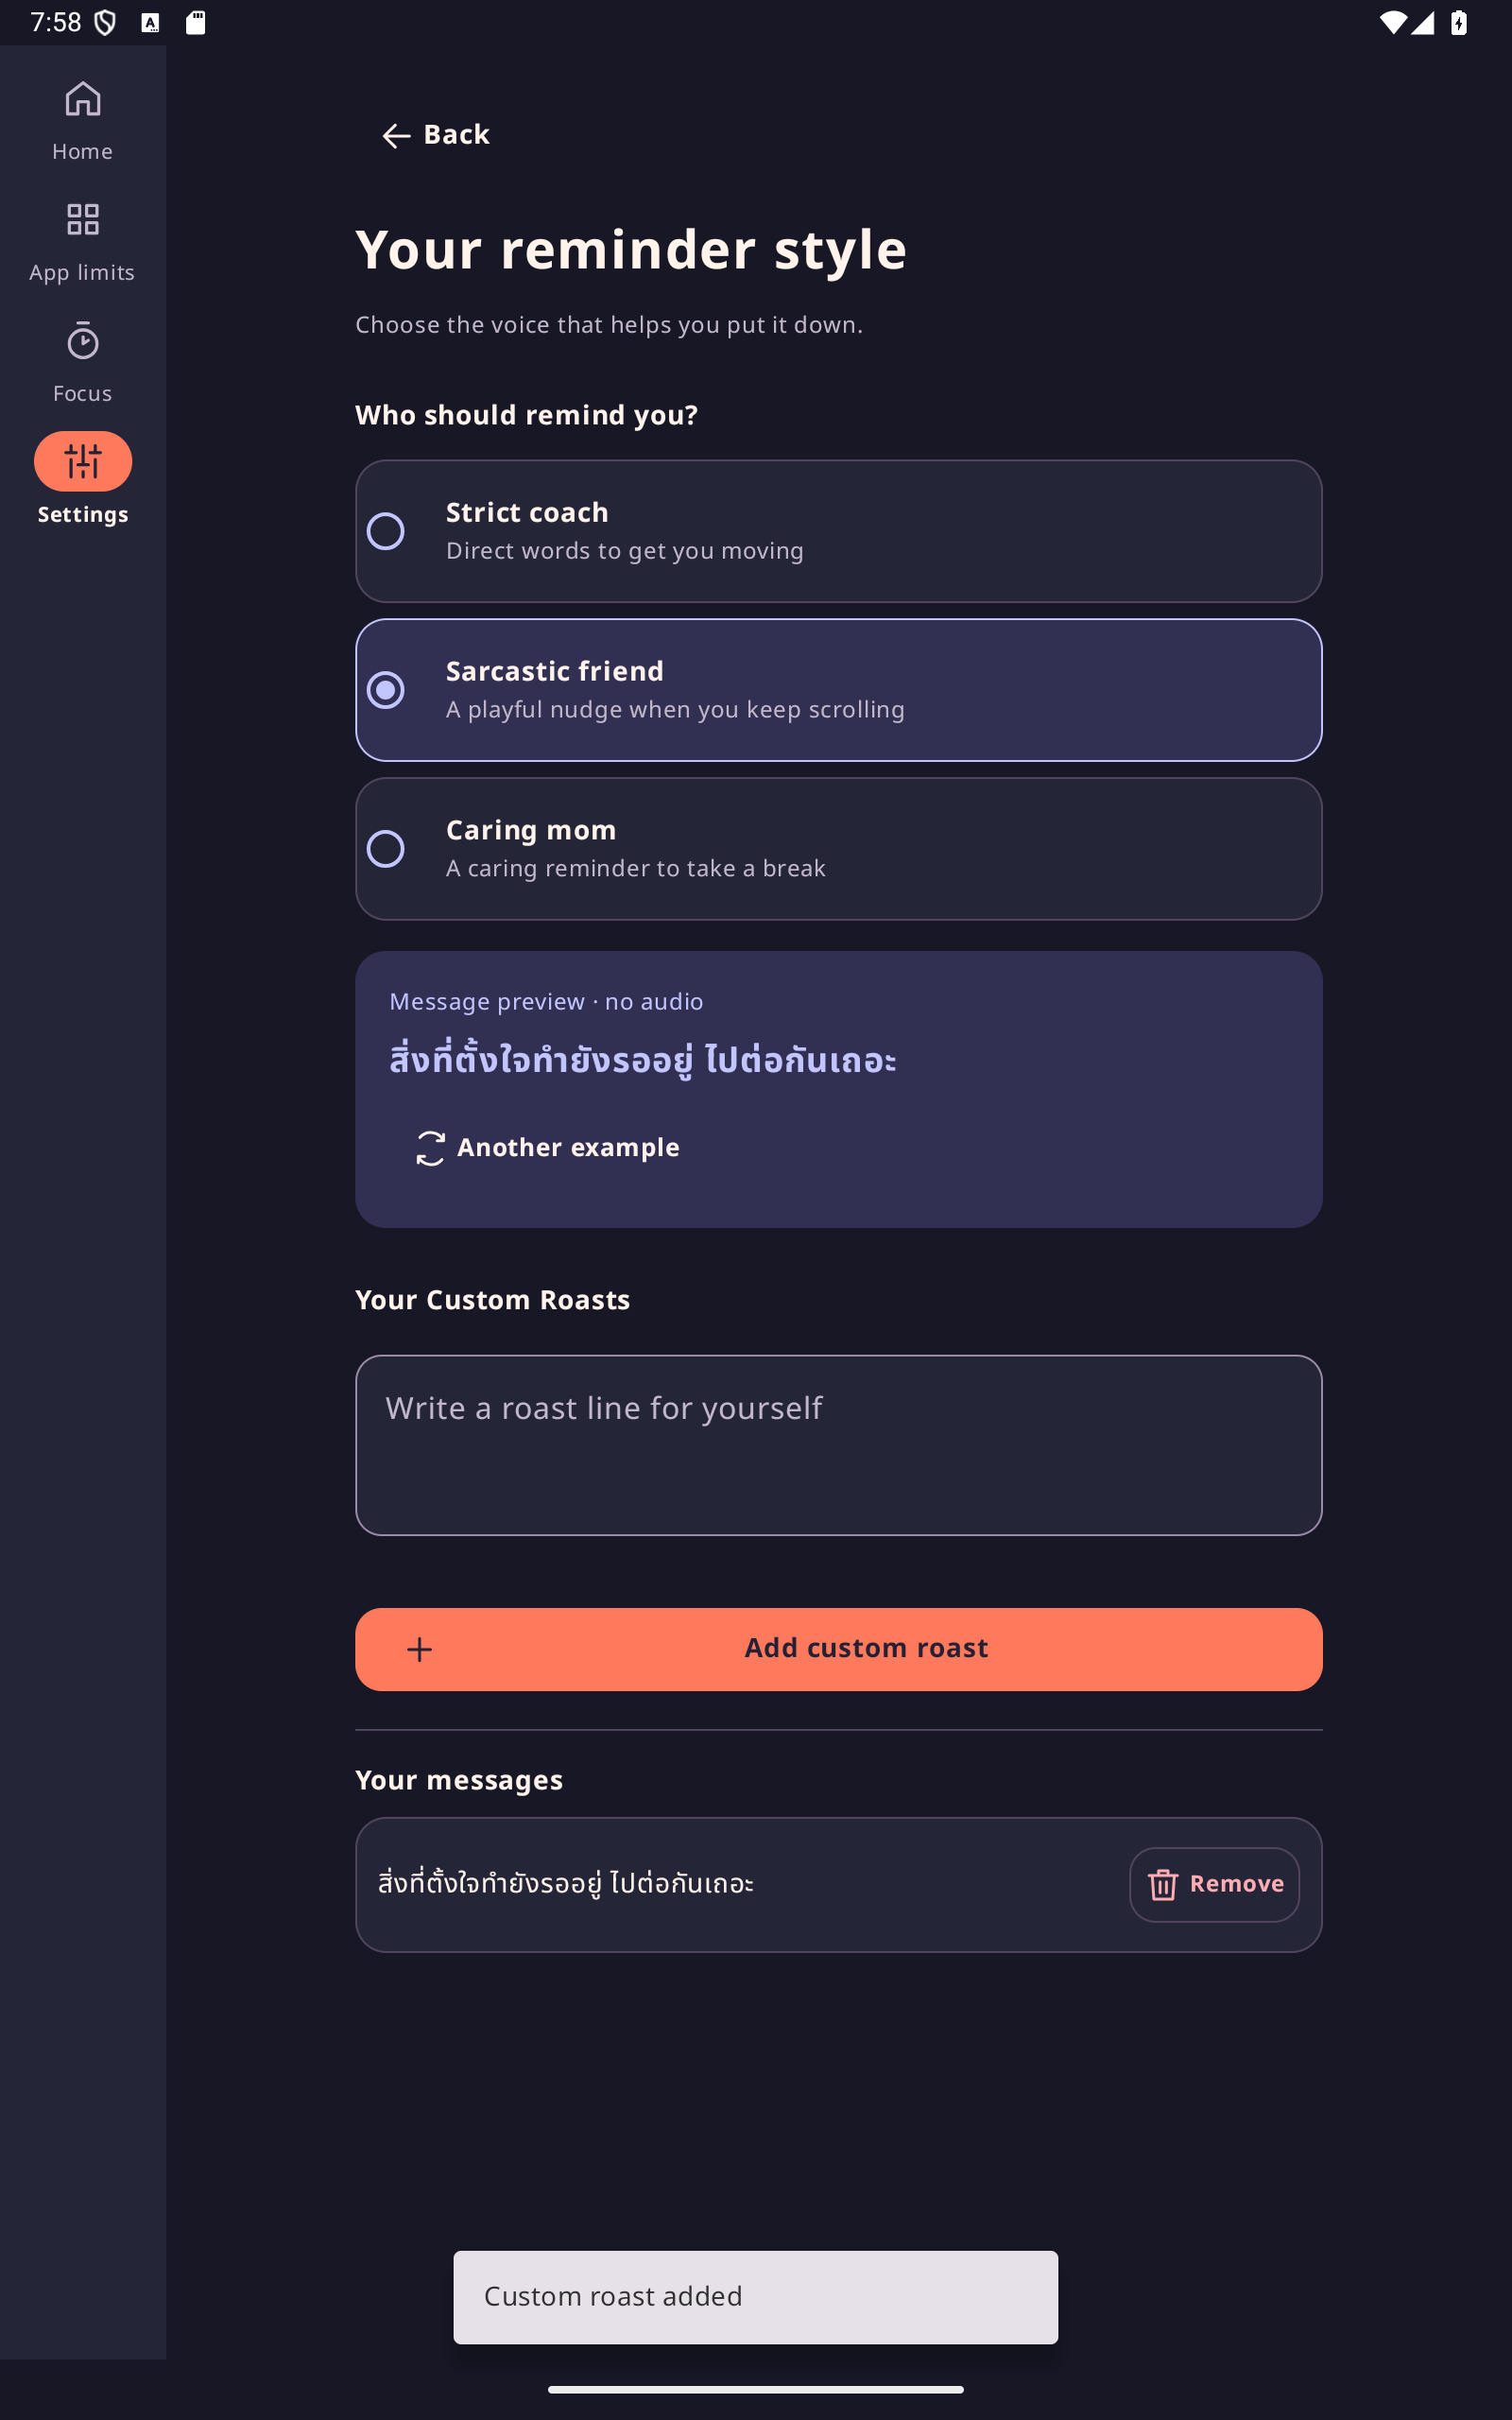 7:58
Home
App limits
Focus
Settings
Back
Your reminder style
Choose the voice that helps you put it down.
Who should remind you?
Strict coach
Direct words to get you moving
Sarcastic friend
A playful nudge when you keep scrolling
Caring mom
A caring reminder to take a break
Message preview · no audio
สิ่งที่ตั้งใจทำยังรออยู่ ไปต่อกันเถอะ
Another example
Your Custom Roasts
Write a roast line for yourself
Add custom roast
Your messages
สิ่งที่ตั้งใจทำยังรออยู่ ไปต่อกันเถอะ
Remove
Custom roast added